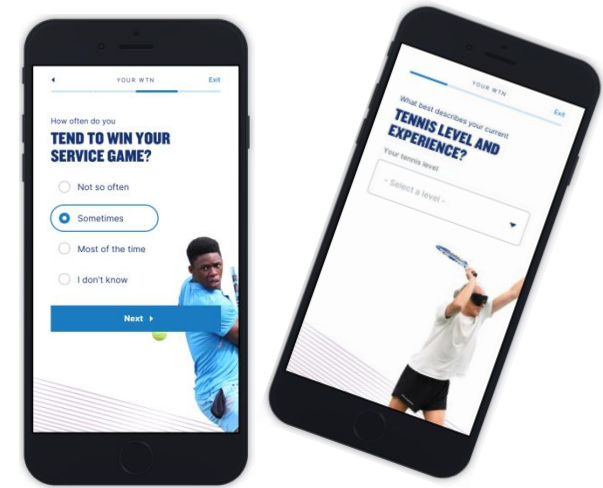 YOUR WTN
Exit
How often do you
TEND TO WIN YOUR
SERVICE GAME?
Not so often
Sometimes
Most of the time
I don't know
Next
YOUR WTN
Exit
What best describes your current
TENNIS LEVEL AND
EXPERIENCE?
Your tennis level
- Select a level -